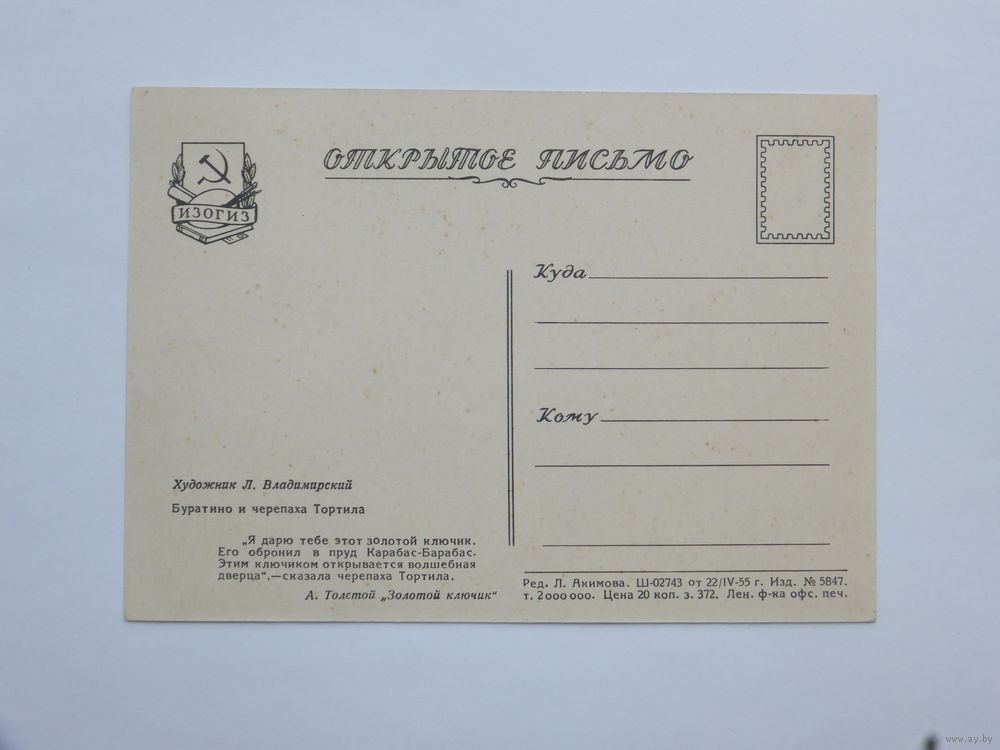 ОТКРЫТОЕ ПИСЬМО
ИЗОГИЗ
Куда
Кому
Художник Л. Владимирский
Буратино и черепаха Тортила
„Я дарю тебе этот золотой ключик.
Его обронил в пруд Карабас-Барабас.
Этим ключиком открывается волшебная
дверца“,—сказала черепаха Тортила.
А. Толстой „Золотой ключик“
Ред. Л. Акимова. Ш-02743 от 22/IV-55 г. Изд. № 5847.
т. 2000000. Цена 20 коп. з. 372. Лен. ф-ка офс. печ.
www.ay.by